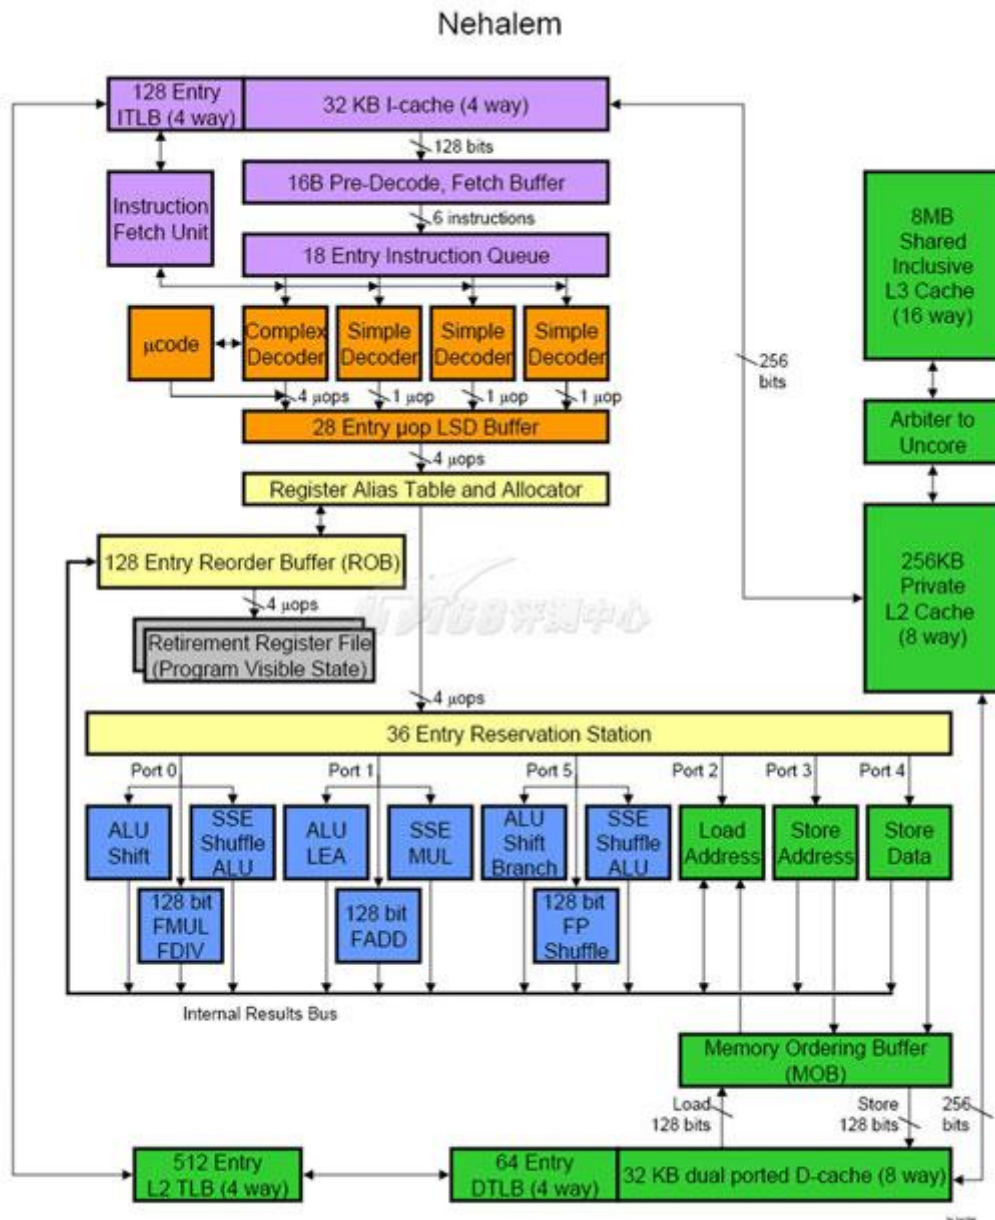 Nehalem
128 Entry
ITLB (4 way)
32 KB I-cache (4 way)
128 bits
16B Pre-Decode, Fetch Buffer
Instruction
Fetch Unit
6 instructions
18 Entry Instruction Queue
8MB
Shared
Inclusive
L3 Cache
(16 way)
µcode
Complex
Decoder
Simple
Decoder
Simple
Decoder
Simple
Decoder
256
bits
4 µops
1 µop
1 µop
1 µop
28 Entry µop LSD Buffer
Arbiter to
Uncore
4 µops
Register Alias Table and Allocator
128 Entry Reorder Buffer (ROB)
256KB
Private
L2 Cache
(8 way)
4 µops
评测中心
Retirement Register File
(Program Visible State)
4 µops
36 Entry Reservation Station
Port 0
Port 1
Port 5
Port 2
Port 3
Port 4
ALU
Shift
SSE
Shuffle
ALU
ALU
LEA
SSE
MUL
ALU
Shift
Branch
SSE
Shuffle
ALU
Load
Address
Store
Address
Store
Data
128 bit
FMUL
FDIV
128 bit
FADD
128 bit
FP
Shuffle
Internal Results Bus
Memory Ordering Buffer
(MOB)
Load
128 bits
Store
128 bits
256
bits
512 Entry
L2 TLB (4 way)
64 Entry
DTLB (4 way)
32 KB dual ported D-cache (8 way)